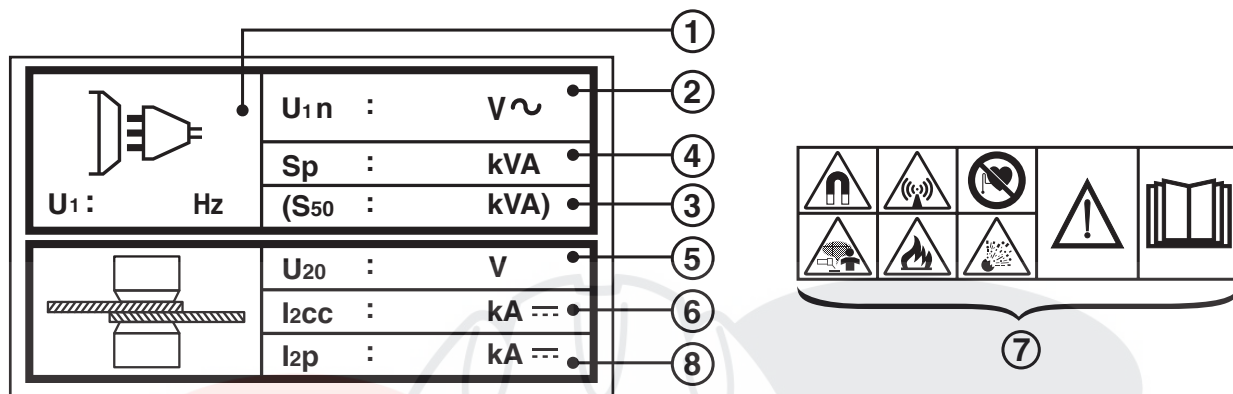 1
U1n : V~ 2
Sp : kVA 4
U1: Hz (S50 : kVA) 3
U20 : V 5
I2cc : kA ⎓ 6
I2p : kA ⎓ 8
7